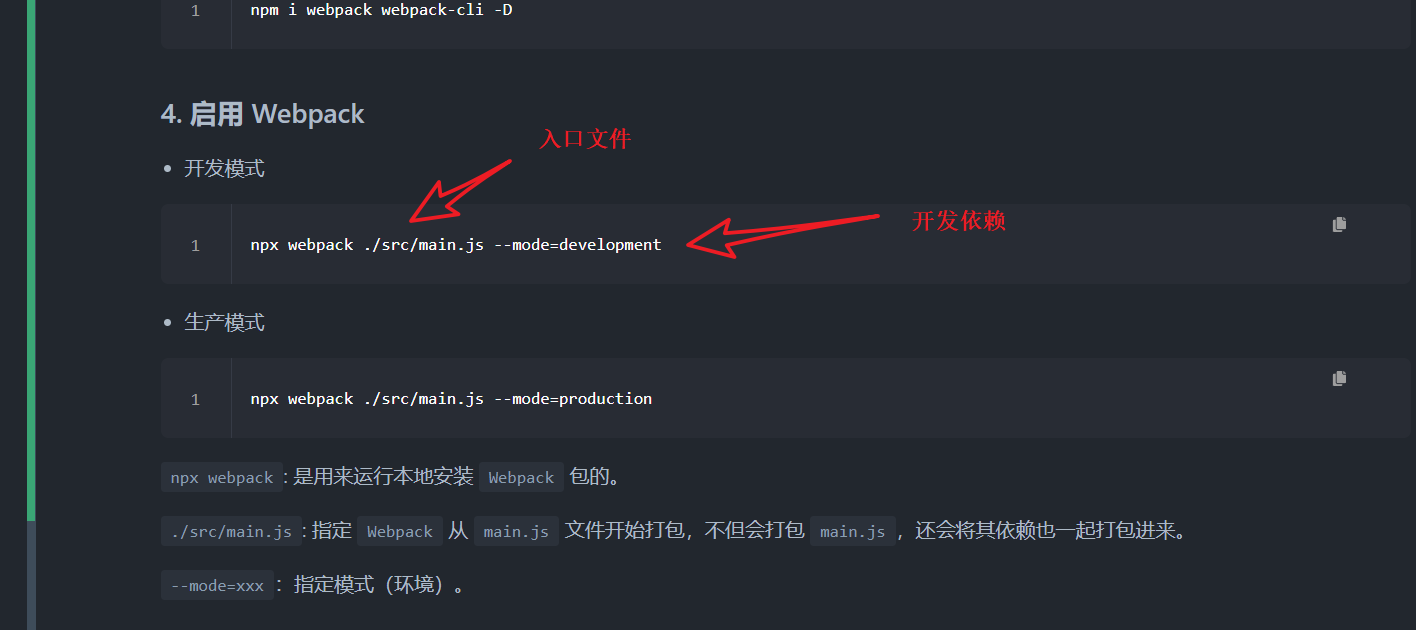 1 npm i webpack webpack-cli -D
4. 启用 Webpack
入口文件
开发模式
开发依赖
1 npx webpack ./src/main.js --mode=development
生产模式
1 npx webpack ./src/main.js --mode=production
npx webpack : 是用来运行本地安装 Webpack 包的。
./src/main.js : 指定 Webpack 从 main.js 文件开始打包，不但会打包 main.js ，还会将其依赖也一起打包进来。
--mode=xxx ：指定模式（环境）。